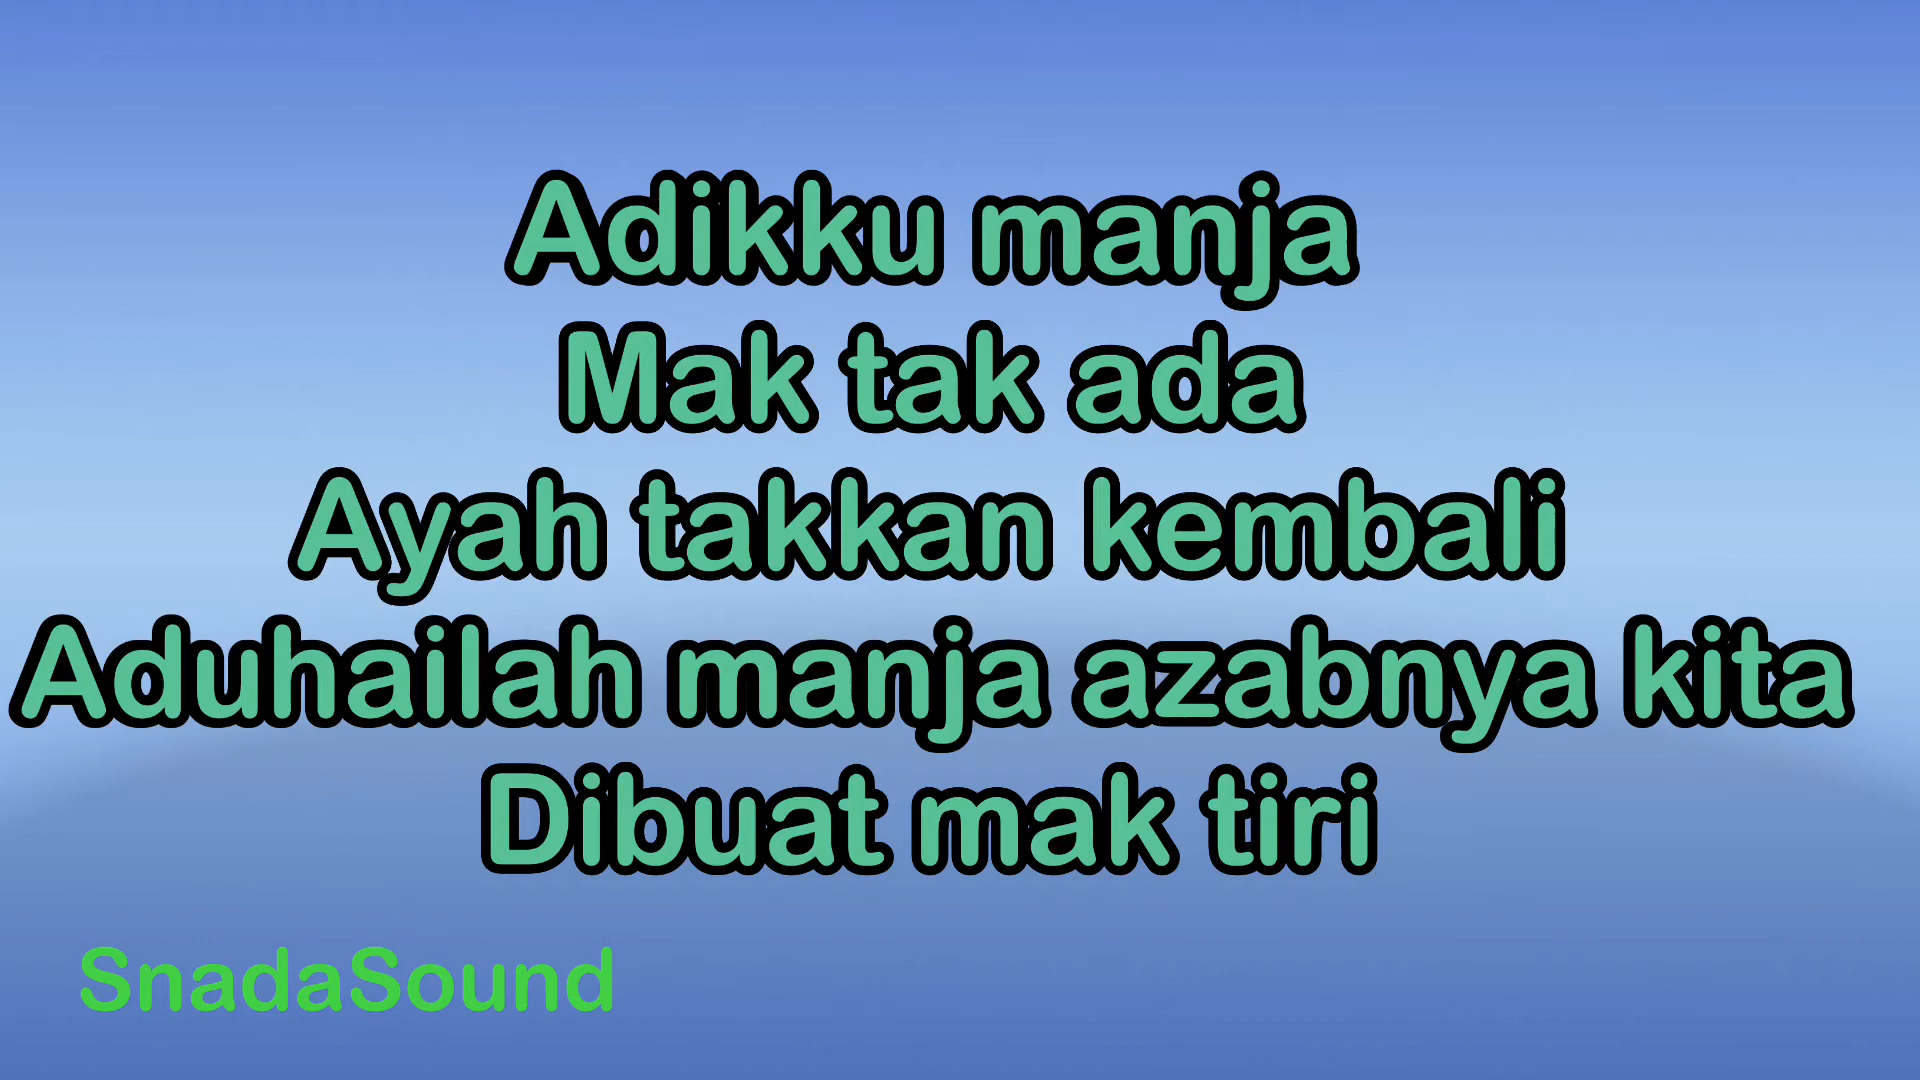 Adikku manja
Mak tak ada
Ayah takkan kembali
Aduhailah manja azabnya kita
Dibuat mak tiri
SnadaSound